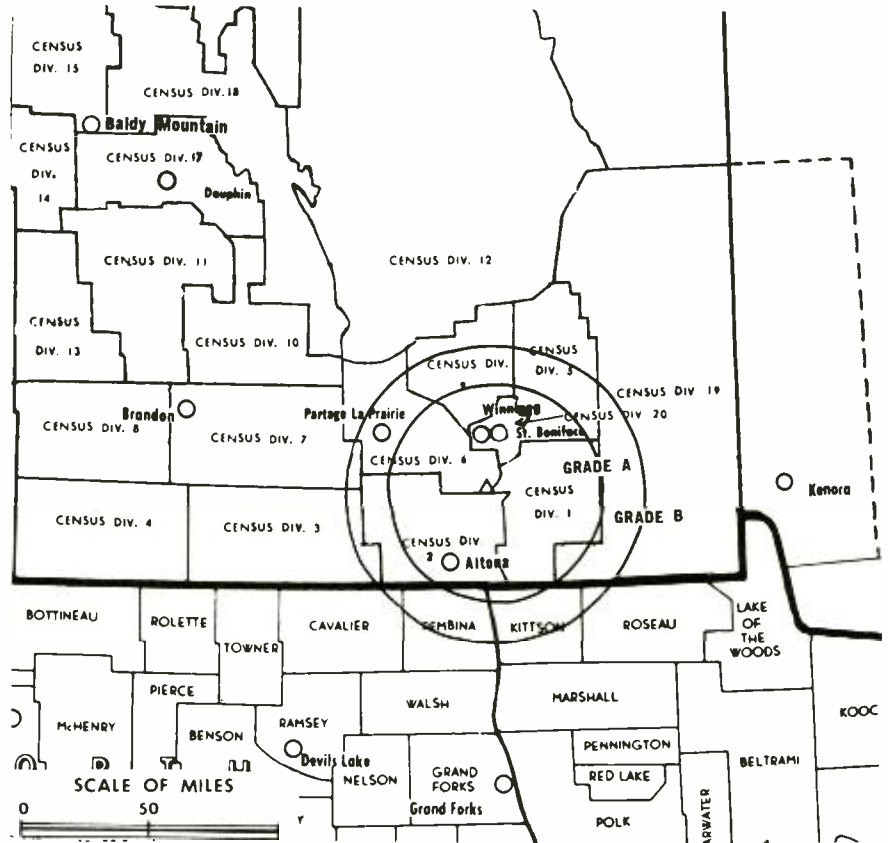 CENSUS
DIV. 15
CENSUS DIV. 18
Baldy Mountain
CENSUS
DIV.
14
CENSUS DIV. 17
Dauphin
CENSUS DIV. 11
CENSUS DIV. 12
CENSUS
DIV. 13
CENSUS DIV. 10
CENSUS DIV.
9
CENSUS
DIV. 5
CENSUS DIV 19
Brandon
Partage La Prairie
Winnipeg
CENSUS DIV 20
St. Boniface
CENSUS DIV. 8
CENSUS DIV. 7
CENSUS DIV. 6
GRADE A
Kenora
CENSUS
DIV. 1
GRADE B
CENSUS DIV. 4
CENSUS DIV. 3
CENSUS DIV
2
Altona
BOTTINEAU
ROLETTE
TOWNER
CAVALIER
PEMBINA
KITTSON
ROSEAU
LAKE
OF
THE
WOODS
PIERCE
McHENRY
BENSON
RAMSEY
WALSH
MARSHALL
KOOC
Devils Lake
NELSON
GRAND
FORKS
Grand Forks
PENNINGTON
RED LAKE
BELTRAMI
POLK
ARWATER
SCALE OF MILES
0 50
Y